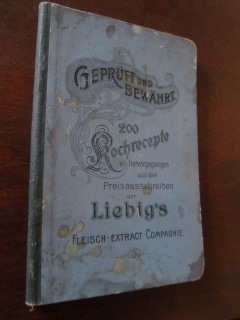 GEPRÜFT UND
BEWÄHRT.
200
Kochrecepte
hervorgegangen
aus dem
Preisausschreiben
der
Liebig's
FLEISCH-EXTRACT-COMPAGNIE.